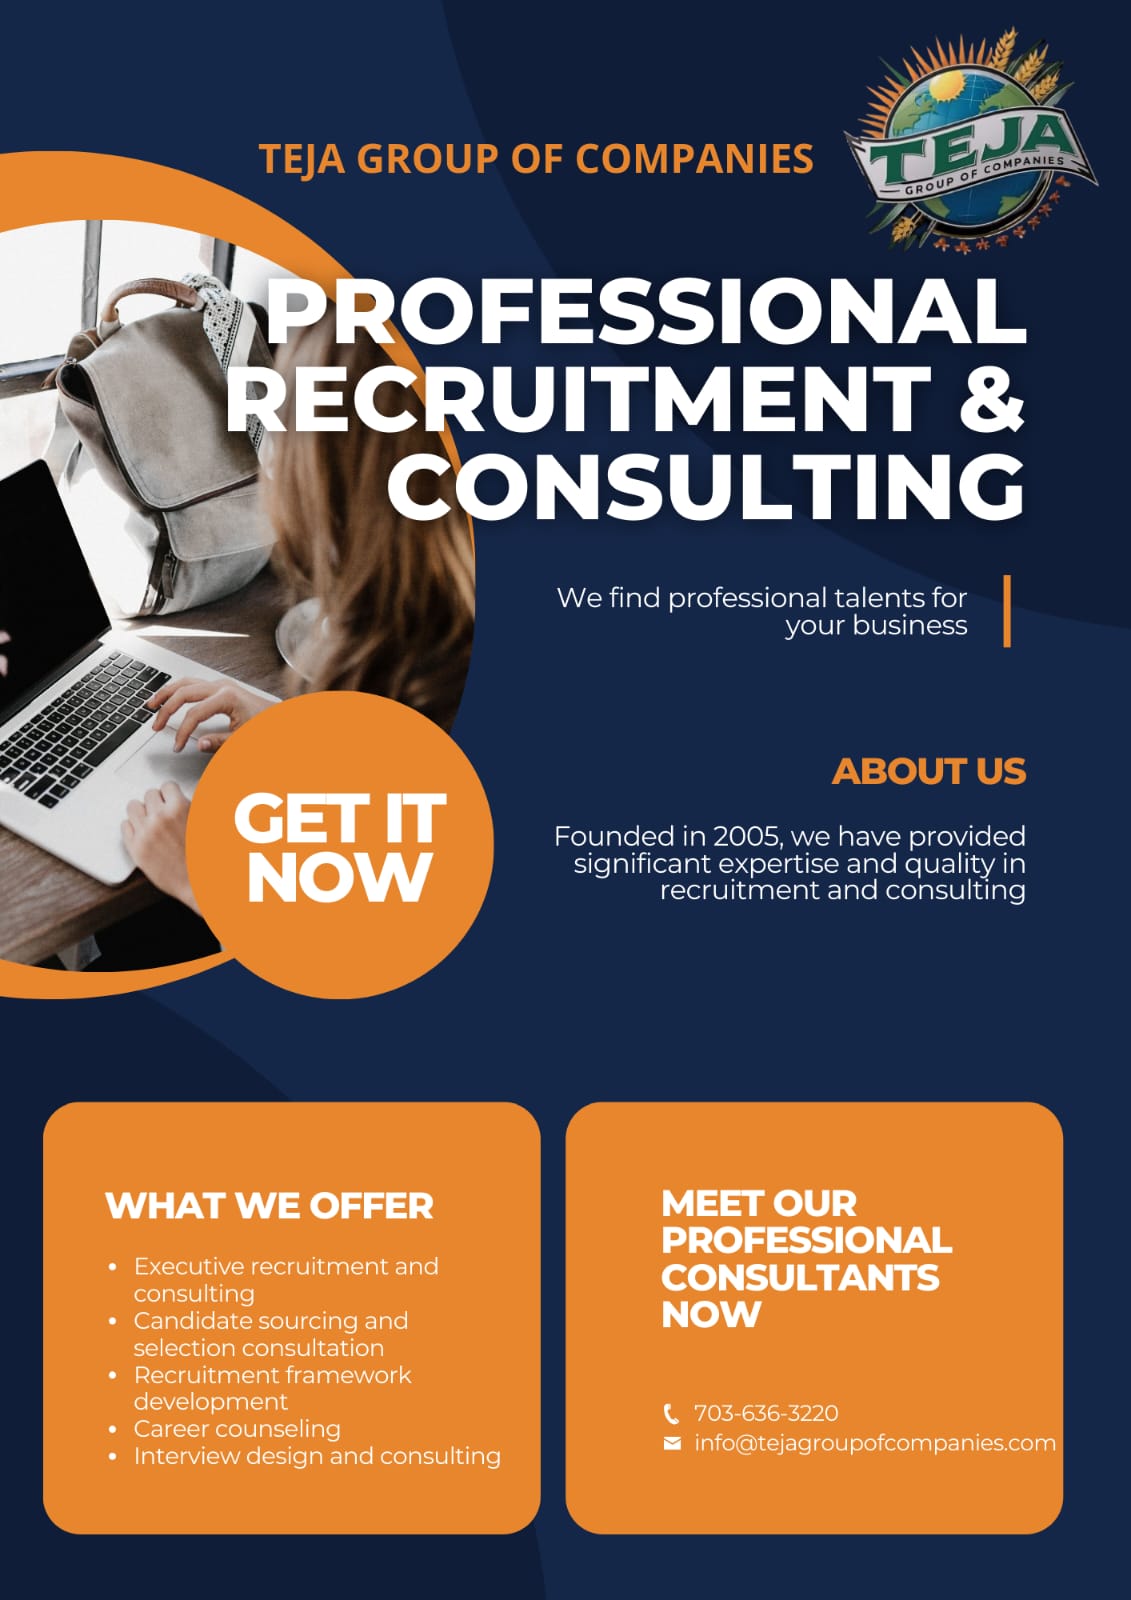 TEJA GROUP OF COMPANIES
TEJA
GROUP OF COMPANIES
PROFESSIONAL
RECRUITMENT &
CONSULTING
We find professional talents for
your business
ABOUT US
Founded in 2005, we have provided
significant expertise and quality in
recruitment and consulting
GET IT
NOW
WHAT WE OFFER
• Executive recruitment and
consulting
• Candidate sourcing and
selection consultation
• Recruitment framework
development
• Career counseling
• Interview design and consulting
MEET OUR
PROFESSIONAL
CONSULTANTS
NOW
703-636-3220
info@tejagroupofcompanies.com